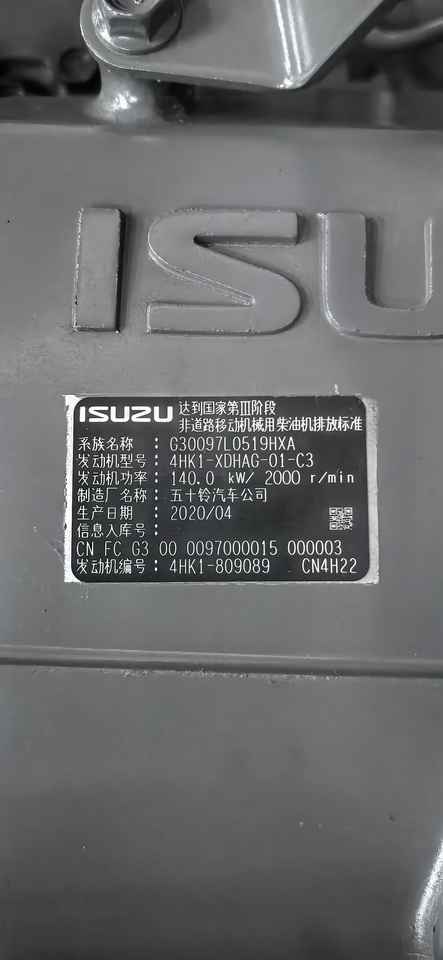 ISU
ISUZU 达到国家第III阶段
非道路移动机械用柴油机排放标准
系族名称 : G30097L0519HXA
发动机型号 : 4HK1-XDHAG-01-C3
发动机功率 : 140.0 kW/ 2000 r/min
制造厂名称 : 五十铃汽车公司
生产日期 : 2020/04
信息入库号 :
CN FC G3 00 0097000015 000003
发动机编号 : 4HK1-809089 CN4H22